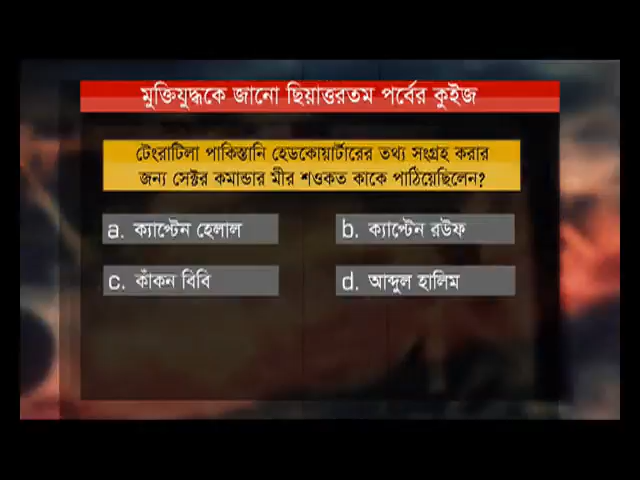 মুক্তিযুদ্ধকে জানো ছিয়াত্তরতম পর্বের কুইজ
টেংরাটিলা পাকিস্তানি হেডকোয়ার্টারের তথ্য সংগ্রহ করার
জন্য সেক্টর কমান্ডার মীর শওকত কাকে পাঠিয়েছিলেন?
a. ক্যাপ্টেন হেলাল
b. ক্যাপ্টেন রউফ
c. কাঁকন বিবি
d. আব্দুল হালিম